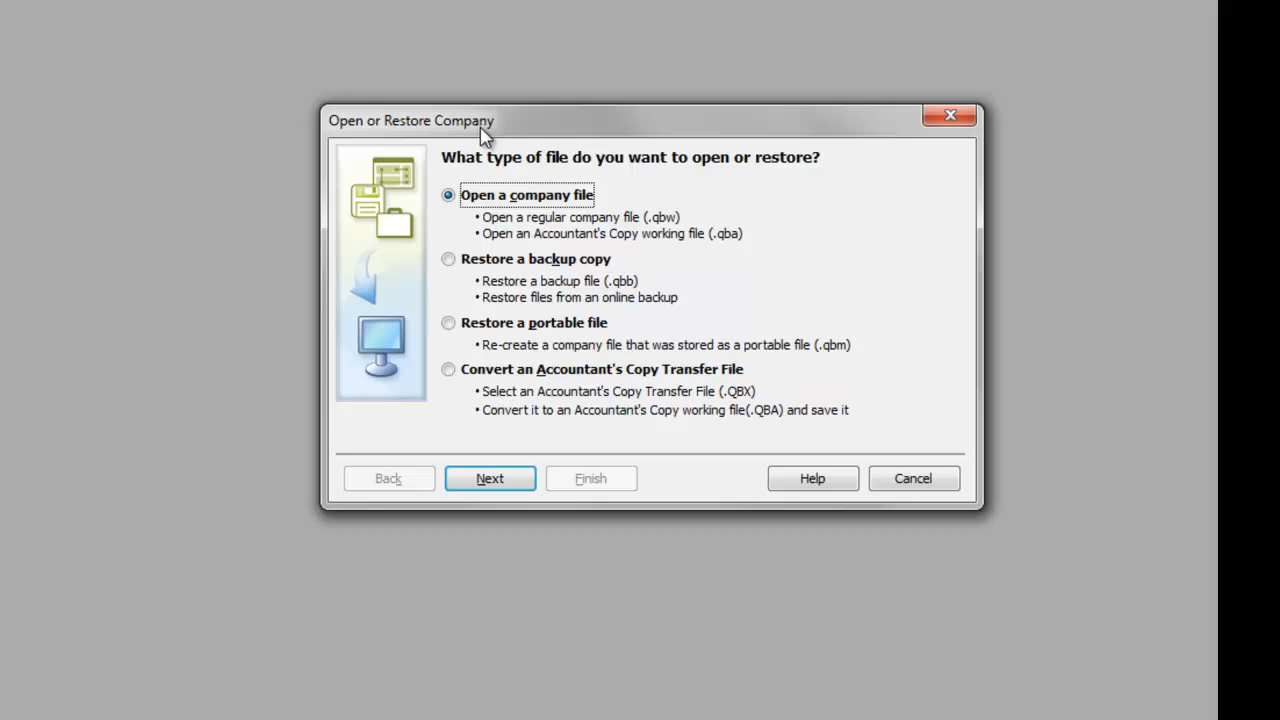 Open or Restore Company
What type of file do you want to open or restore?
Open a company file
• Open a regular company file (.qbw)
• Open an Accountant's Copy working file (.qba)
Restore a backup copy
• Restore a backup file (.qbb)
• Restore files from an online backup
Restore a portable file
• Re-create a company file that was stored as a portable file (.qbm)
Convert an Accountant's Copy Transfer File
• Select an Accountant's Copy Transfer File (.QBX)
• Convert it to an Accountant's Copy working file(.QBA) and save it
Back Next Finish Help Cancel